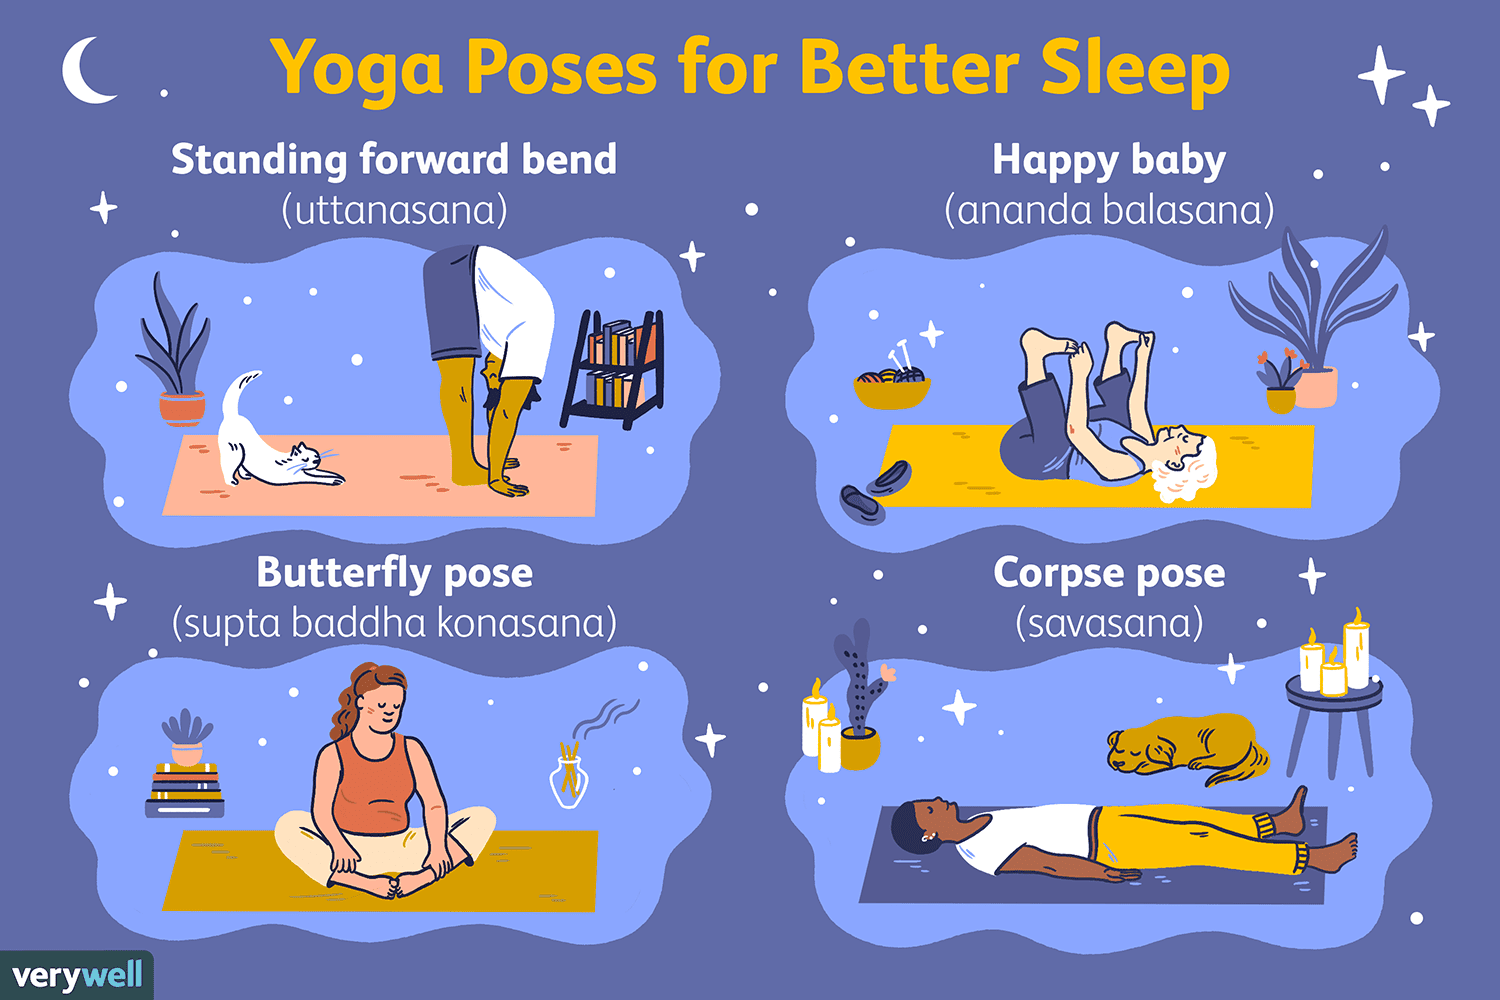 Yoga Poses for Better Sleep
Standing forward bend
(uttanasana)
Happy baby
(ananda balasana)
Butterfly pose
(supta baddha konasana)
Corpse pose
(savasana)
verywell